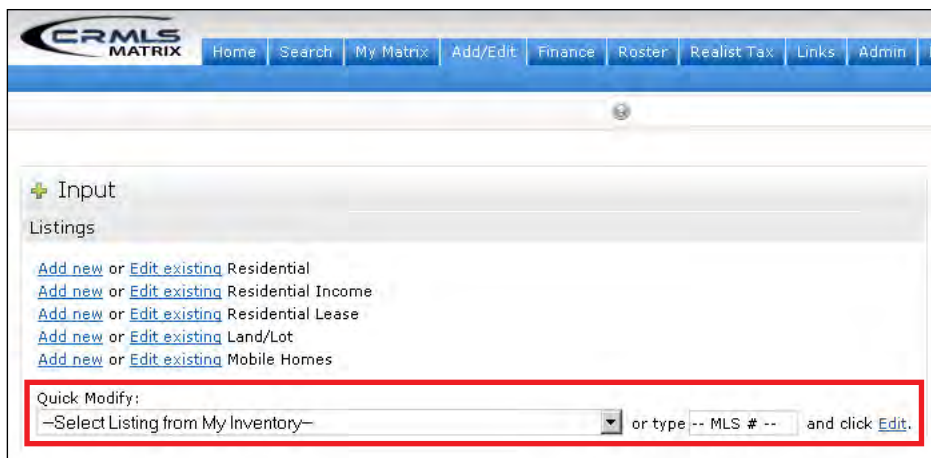 CRMLS
MATRIX
Home Search My Matrix Add/Edit Finance Roster Realist Tax Links Admin
Input
Listings
Add new or Edit existing Residential
Add new or Edit existing Residential Income
Add new or Edit existing Residential Lease
Add new or Edit existing Land/Lot
Add new or Edit existing Mobile Homes
Quick Modify:
—Select Listing from My Inventory— or type -- MLS # -- and click Edit.